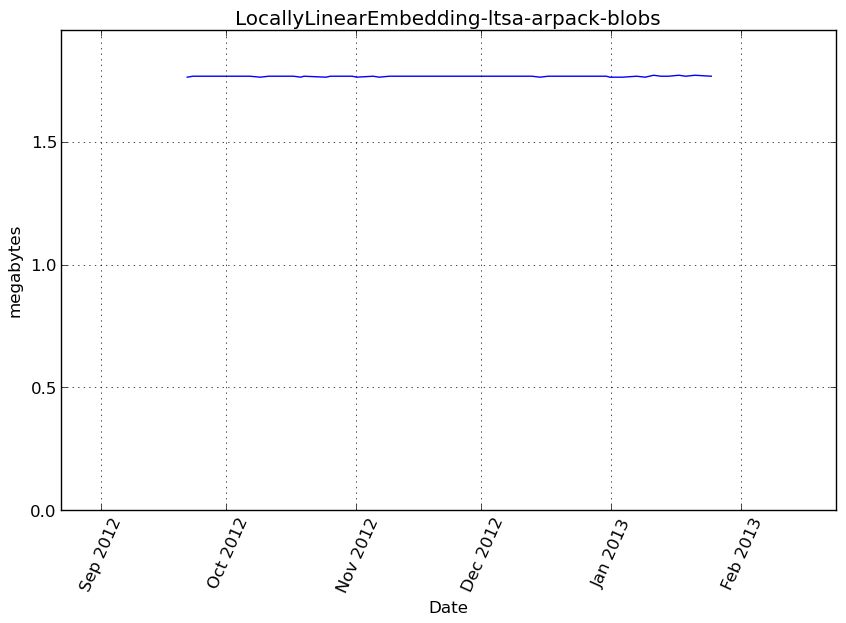 LocallyLinearEmbedding-ltsa-arpack-blobs
megabytes
1.5
1.0
0.5
0.0
Sep 2012
Oct 2012
Nov 2012
Dec 2012
Jan 2013
Feb 2013
Date